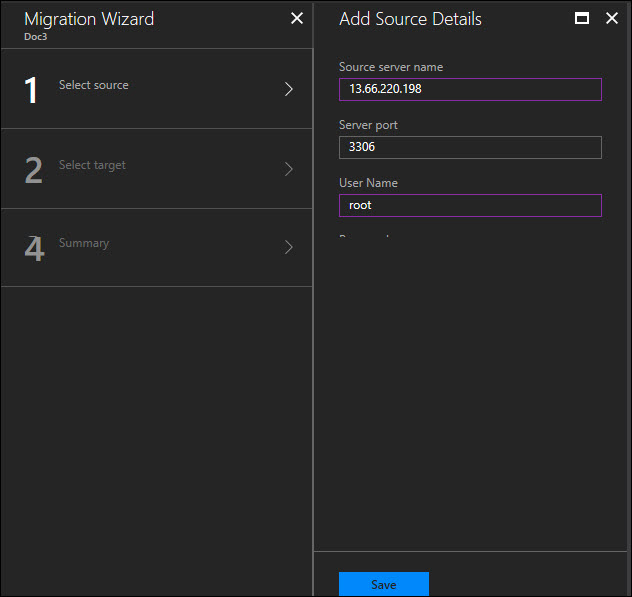 Migration Wizard
Doc3
1 Select source
2 Select target
4 Summary
Add Source Details
Source server name
13.66.220.198
Server port
3306
User Name
root
Save